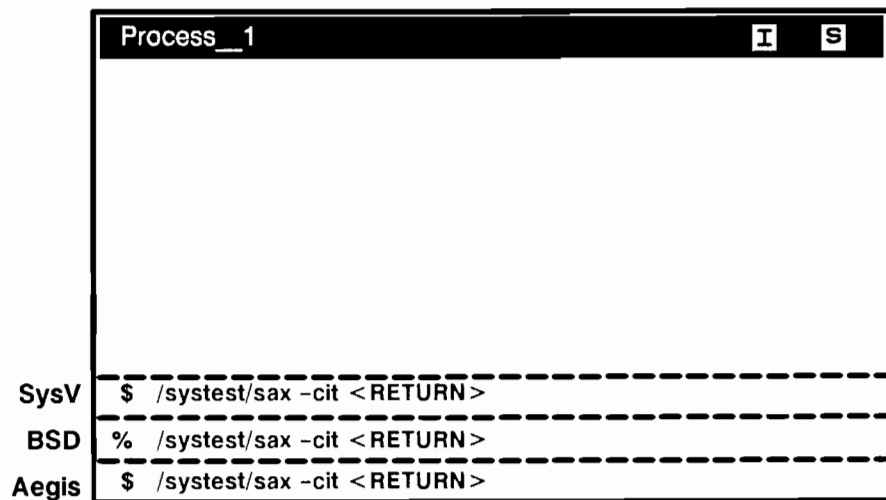 Process__1 I S
SysV $ /systest/sax -cit <RETURN>
BSD % /systest/sax -cit <RETURN>
Aegis $ /systest/sax -cit <RETURN>